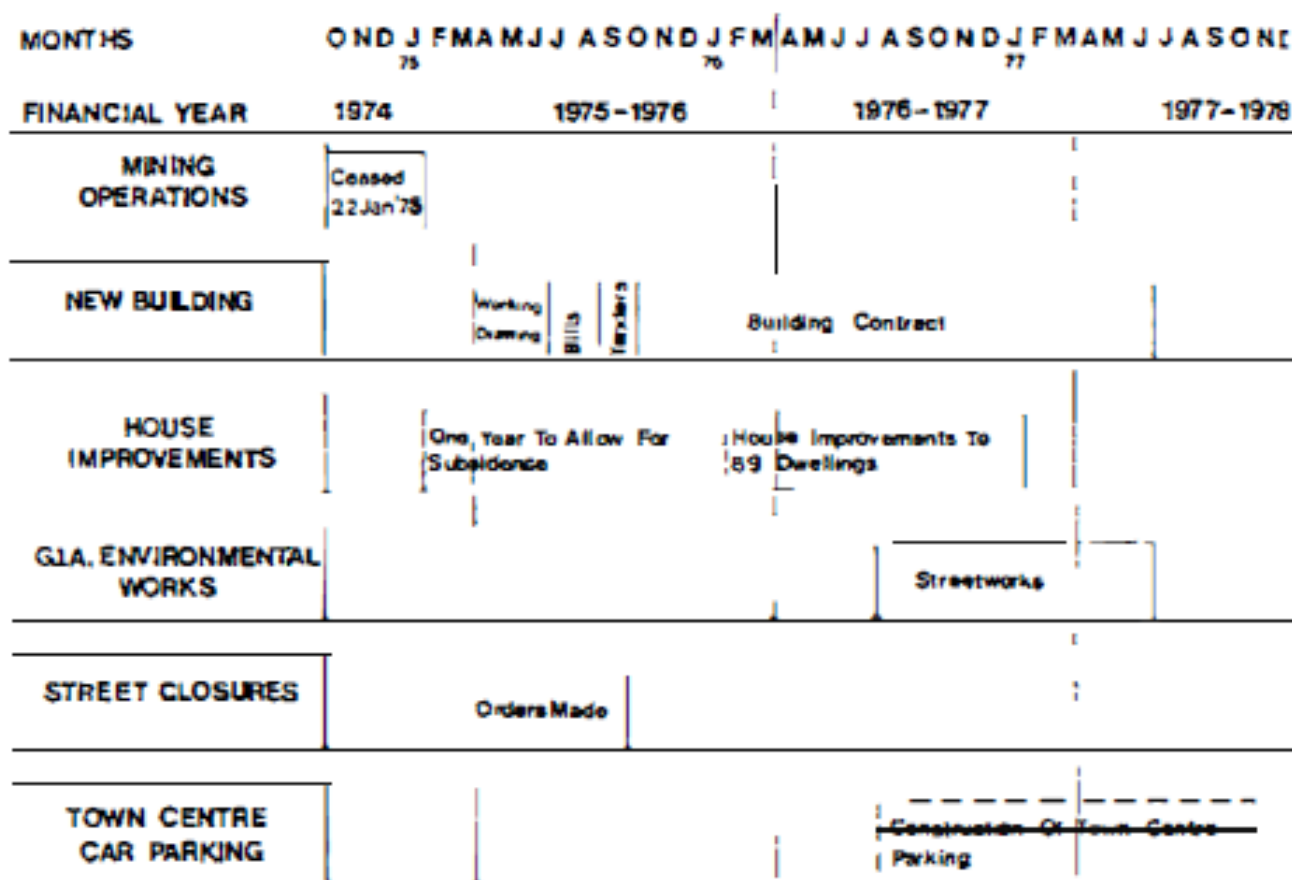 MONTHS O N D J F M A M J J A S O N D J F M A M J J A S O N D J F M A M J J A S O N D
75 76 77
FINANCIAL YEAR 1974 1975-1976 1976-1977 1977-1978
MINING
OPERATIONS
Ceased
22 Jan '75
NEW BUILDING
Working
Drawing
Bills
Tenders
Building Contract
HOUSE
IMPROVEMENTS
One Year To Allow For
Subsidence
House Improvements To
89 Dwellings
G.I.A. ENVIRONMENTAL
WORKS
Streetworks
STREET CLOSURES
Orders Made
TOWN CENTRE
CAR PARKING
Construction Of Town Centre
Parking